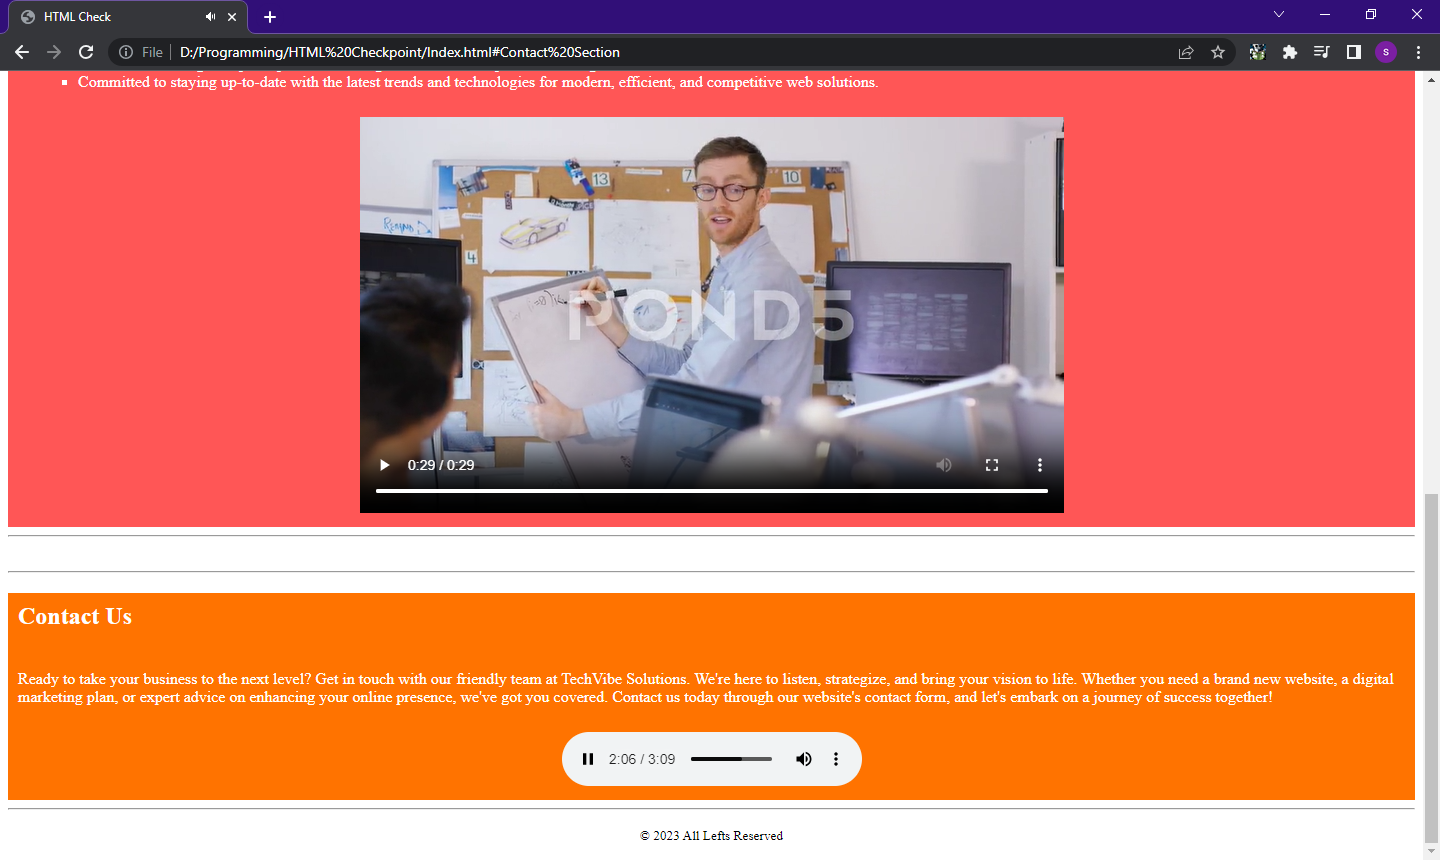 HTML Check
File
D:/Programming/HTML%20Checkpoint/Index.html#Contact%20Section
S
Committed to staying up-to-date with the latest trends and technologies for modern, efficient, and competitive web solutions.
13
7
10
4
POND5
0:29 / 0:29
Contact Us
Ready to take your business to the next level? Get in touch with our friendly team at TechVibe Solutions. We're here to listen, strategize, and bring your vision to life. Whether you need a brand new website, a digital
marketing plan, or expert advice on enhancing your online presence, we've got you covered. Contact us today through our website's contact form, and let's embark on a journey of success together!
2:06 / 3:09
© 2023 All Lefts Reserved